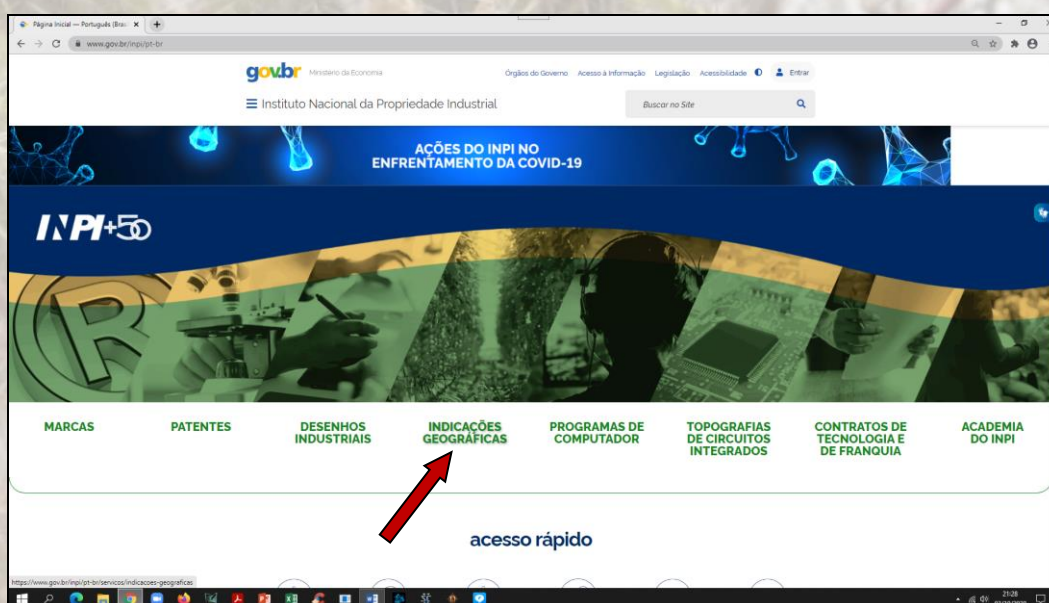 Página Inicial — Português (Bras
www.gov.br/inpi/pt-br
gov.br Ministério da Economia Órgãos do Governo Acesso à Informação Legislação Acessibilidade Entrar
Instituto Nacional da Propriedade Industrial Buscar no Site
AÇÕES DO INPI NO
ENFRENTAMENTO DA COVID-19
INPI+50
R
MARCAS
PATENTES
DESENHOS
INDUSTRIAIS
INDICAÇÕES
GEOGRÁFICAS
PROGRAMAS DE
COMPUTADOR
TOPOGRAFIAS
DE CIRCUITOS
INTEGRADOS
CONTRATOS DE
TECNOLOGIA E
DE FRANQUIA
ACADEMIA
DO INPI
acesso rápido
https://www.gov.br/inpi/pt-br/servicos/indicacoes-geograficas
21:28